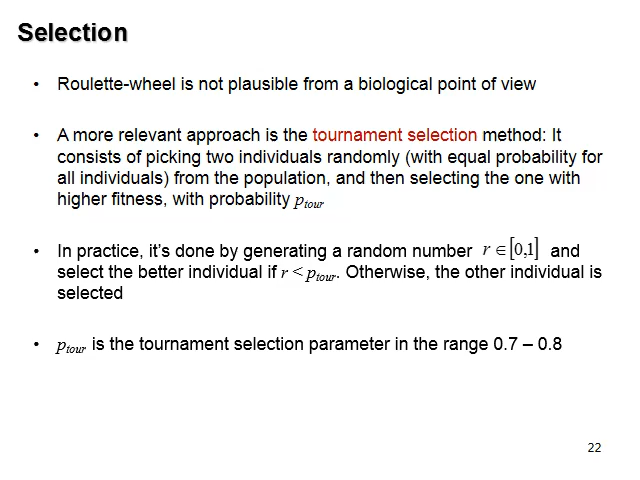 Selection
• Roulette-wheel is not plausible from a biological point of view
• A more relevant approach is the tournament selection method: It
consists of picking two individuals randomly (with equal probability for
all individuals) from the population, and then selecting the one with
higher fitness, with probability p_tour
• In practice, it's done by generating a random number r ∈ [0,1] and
select the better individual if r < p_tour. Otherwise, the other individual is
selected
• p_tour is the tournament selection parameter in the range 0.7 – 0.8
22